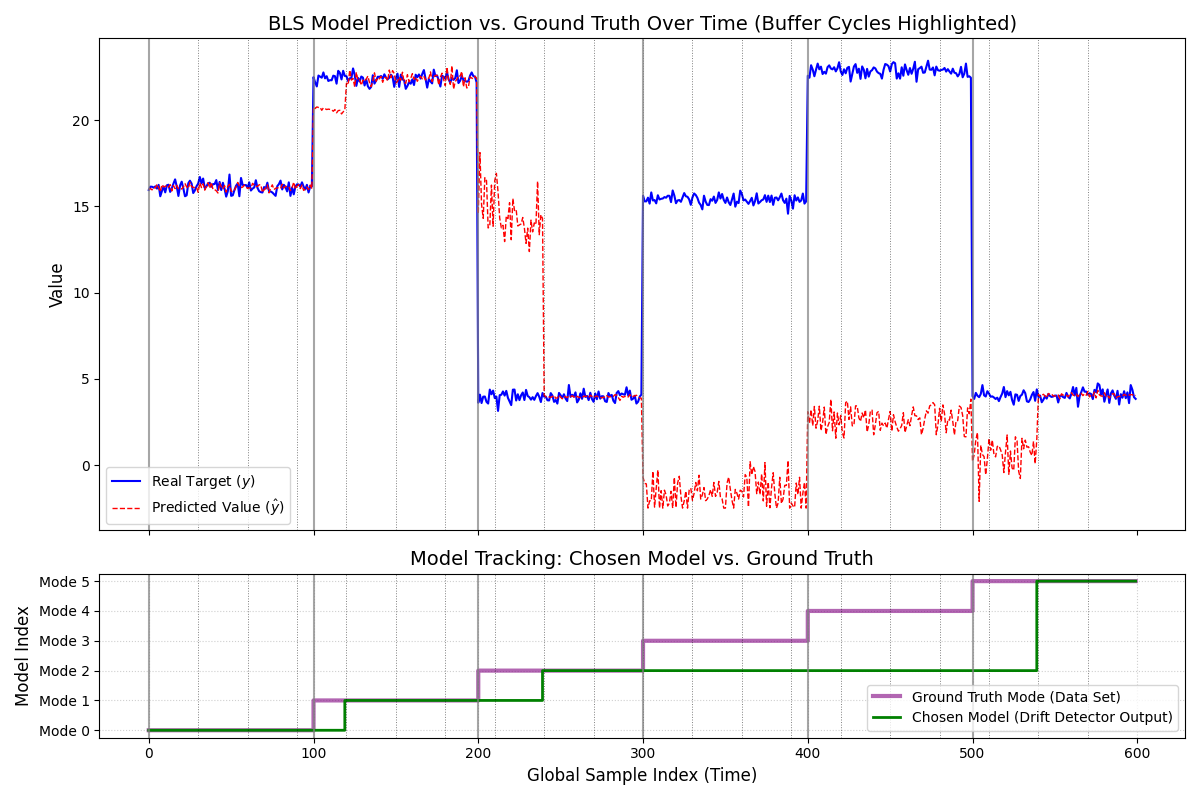 BLS Model Prediction vs. Ground Truth Over Time (Buffer Cycles Highlighted)
Value
20
15
10
5
0
Real Target (y)
Predicted Value (ŷ)
Model Tracking: Chosen Model vs. Ground Truth
Model Index
Mode 5
Mode 4
Mode 3
Mode 2
Mode 1
Mode 0
Ground Truth Mode (Data Set)
Chosen Model (Drift Detector Output)
0 100 200 300 400 500 600
Global Sample Index (Time)